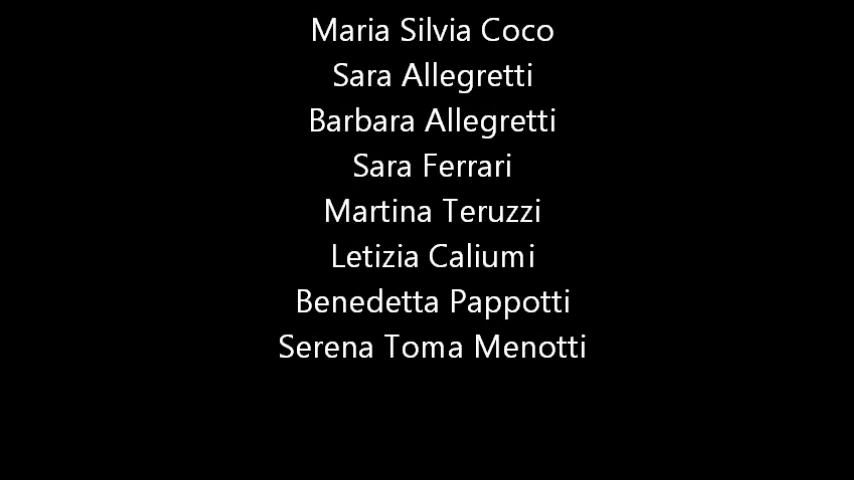 Maria Silvia Coco
Sara Allegretti
Barbara Allegretti
Sara Ferrari
Martina Teruzzi
Letizia Caliumi
Benedetta Pappotti
Serena Toma Menotti